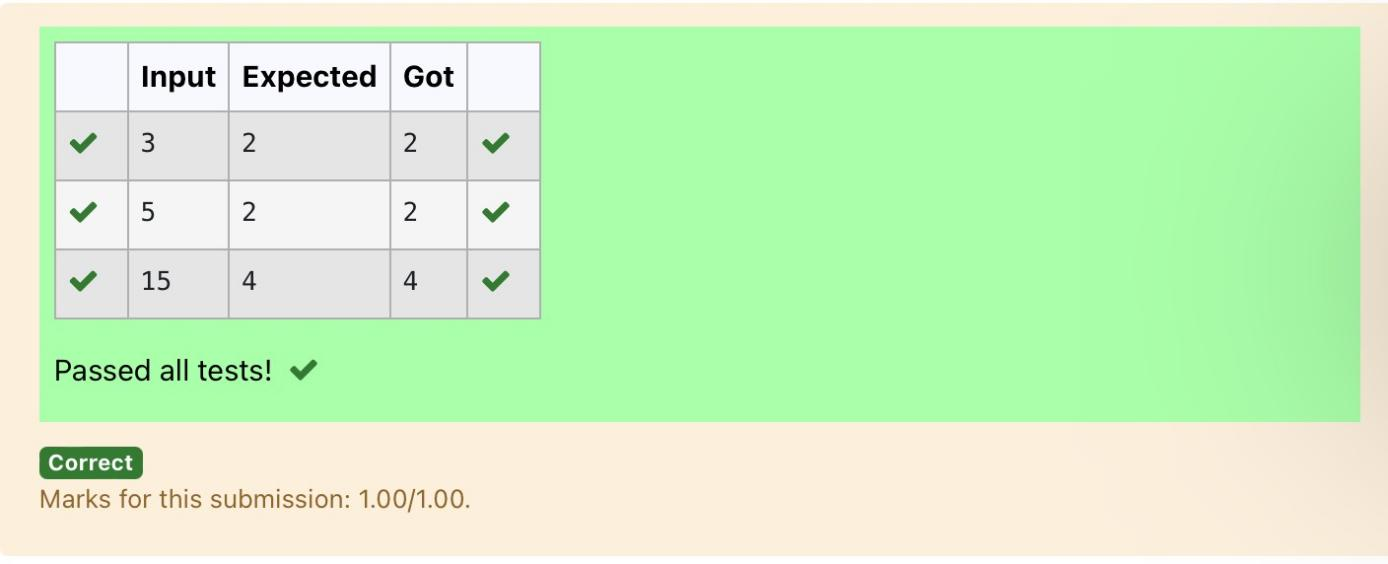 Input Expected Got
3 2 2
5 2 2
15 4 4
Passed all tests!
Correct
Marks for this submission: 1.00/1.00.